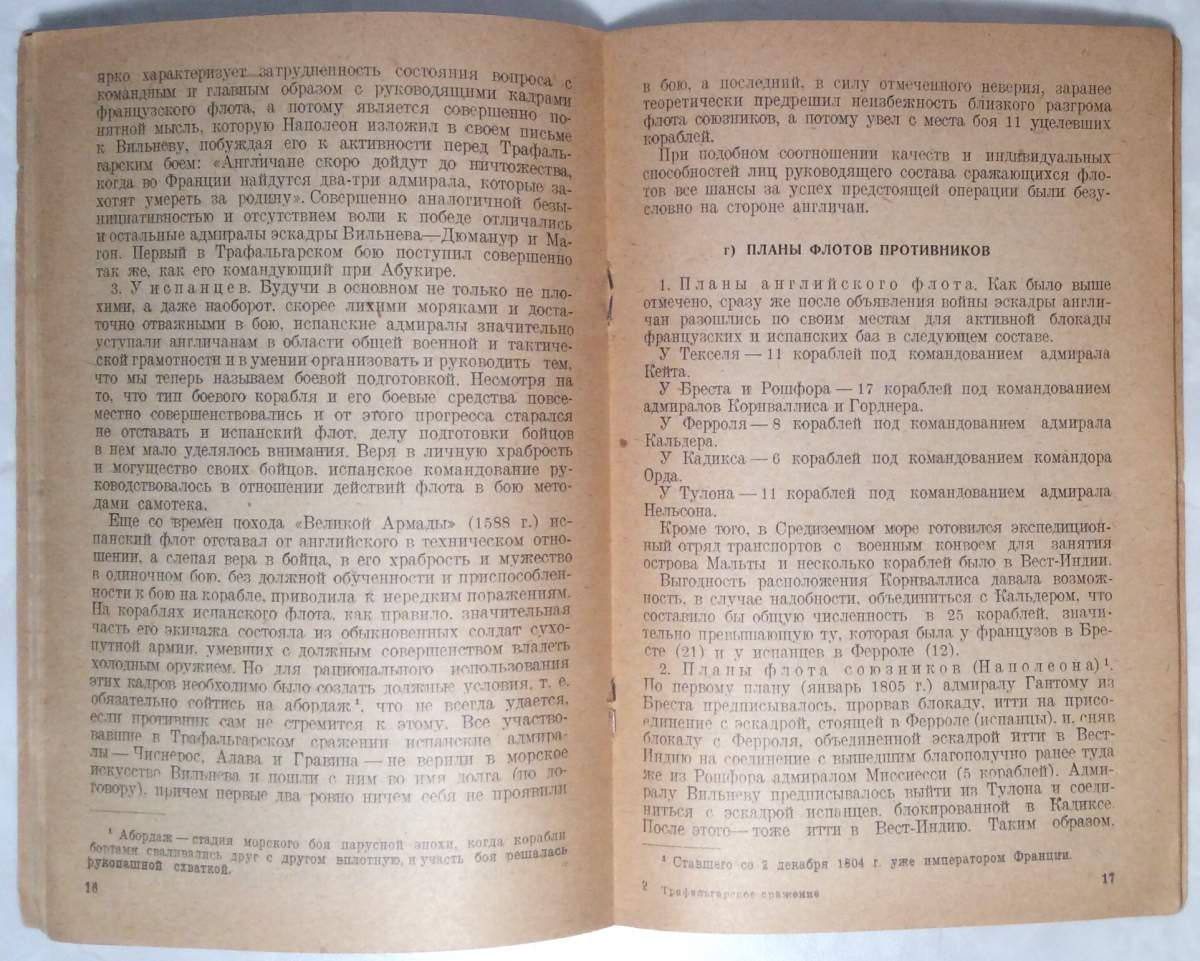 ярко характеризует затрудненность состояния вопроса с
командным и главным образом с руководящими кадрами
французского флота, а потому является совершенно по-
нятной мысль, которую Наполеон изложил в своем письме
к Вильневу, побуждая его к активности перед Трафаль-
гарским боем: «Англичане скоро дойдут до ничтожества,
когда во Франции найдутся два-три адмирала, которые за-
хотят умереть за родину». Совершенно аналогичной безы-
нициативностью и отсутствием воли к победе отличались
и остальные адмиралы эскадры Вильнева—Дюмануар и Ма-
гон. Первый в Трафальгарском бою поступил совершенно
так же, как его командующий при Абукире.
3. У испанцев. Будучи в основном не только не пло-
хими, а даже наоборот, скорее лихими моряками и доста-
точно отважными в бою, испанские адмиралы значительно
уступали англичанам в области общей военной и тактиче-
ской грамотности и в умении организовать и руководить тем,
что мы теперь называем боевой подготовкой. Несмотря на
то, что тип боевого корабля и его боевые средства повсе-
местно совершенствовались и от этого прогресса старался
не отставать и испанский флот, делу подготовки бойцов
в нем мало уделялось внимания. Веря в личную храбрость
и могущество своих бойцов, испанское командование ру-
ководствовалось в отношении действий флота в бою мето-
дами самотека.
Еще со времен похода «Великой Армады» (1588 г.) ис-
панский флот отставал от английского в техническом отно-
шении, а слепая вера в бойца, в его храбрость и мужество
в одиночном бою, без должной обученности и приспособлен-
ности к бою на корабле, приводила к нередким поражениям.
На кораблях испанского флота, как правило, значительная
часть его экипажа состояла из обыкновенных солдат сухо-
путной армии, умевших с должным совершенством владеть
холодным оружием. Но для рационального использования
этих кадров необходимо было создать должные условия, т. е.
обязательно сойтись на абордаж¹, что не всегда удается,
если противник сам не стремится к этому. Все участво-
вавшие в Трафальгарском сражении испанские адмира-
лы — Чиснерос, Алава и Гравина — не верили в морское
искусство Вильнева и пошли с ним во имя долга (по до-
говору), причем первые два ровно ничем себя не проявили
¹ Абордаж — стадия морского боя парусной эпохи, когда корабли
бортами сваливались друг с другом вплотную, и участь боя решалась
рукопашной схваткой.
16
в бою, а последний, в силу отмеченного неверия, заранее
теоретически предрешил неизбежность близкого разгрома
флота союзников, а потому увел с места боя 11 уцелевших
кораблей.
При подобном соотношении качеств и индивидуальных
способностей лиц руководящего состава сражающихся фло-
тов все шансы за успех предстоящей операции были безу-
словно на стороне англичан.
г) ПЛАНЫ ФЛОТОВ ПРОТИВНИКОВ
1. Планы английского флота. Как было выше
отмечено, сразу же после объявления войны эскадры англи-
чан разошлись по своим местам для активной блокады
французских и испанских баз в следующем составе.
У Текселя — 11 кораблей под командованием адмирала
Кейта.
У Бреста и Рошфора — 17 кораблей под командованием
адмиралов Корнваллиса и Горднера.
У Ферроля — 8 кораблей под командованием адмирала
Кальдера.
У Кадикса — 6 кораблей под командованием командора
Орда.
У Тулона — 11 кораблей под командованием адмирала
Нельсона.
Кроме того, в Средиземном море готовился экспедицион-
ный отряд транспортов с военным конвоем для занятия
острова Мальты и несколько кораблей было в Вест-Индии.
Выгодность расположения Корнваллиса давала возмож-
ность, в случае надобности, объединиться с Кальдером, что
составило бы общую численность в 25 кораблей, значи-
тельно превышающую ту, которая была у французов в Бре-
сте (21) и у испанцев в Ферроле (12).
2. Планы флота союзников (Наполеона)¹.
По первому плану (январь 1805 г.) адмиралу Гантому из
Бреста предписывалось, прорвав блокаду, итти на присо-
единение с эскадрой, стоящей в Ферроле (испанцы), и, сняв
блокаду с Ферроля, объединенной эскадрой итти в Вест-
Индию на соединение с вышедшим благополучно ранее туда
же из Рошфора адмиралом Миссиесси (5 кораблей). Адми-
ралу Вильневу предписывалось выйти из Тулона и соеди-
ниться с эскадрой испанцев, блокированной в Кадиксе.
После этого — тоже итти в Вест-Индию. Таким образом,
¹ Ставшего со 2 декабря 1804 г. уже императором Франции.
2 Трафальгарское сражение
17